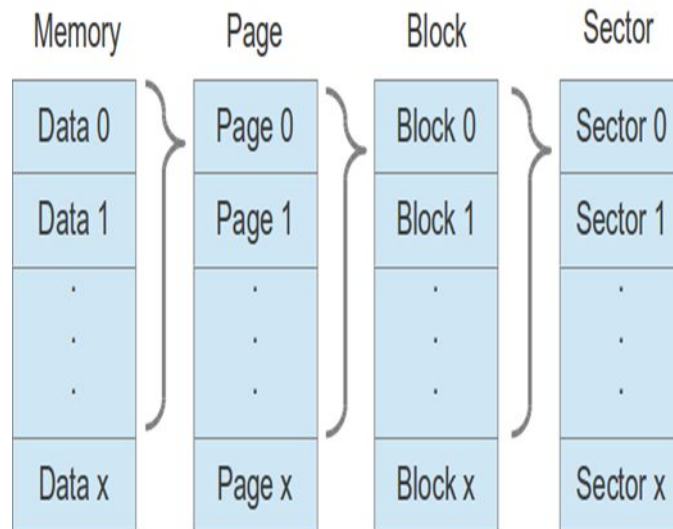 Memory Page Block Sector
Data 0 Page 0 Block 0 Sector 0
Data 1 Page 1 Block 1 Sector 1
. . . .
. . . .
. . . .
Data x Page x Block x Sector x